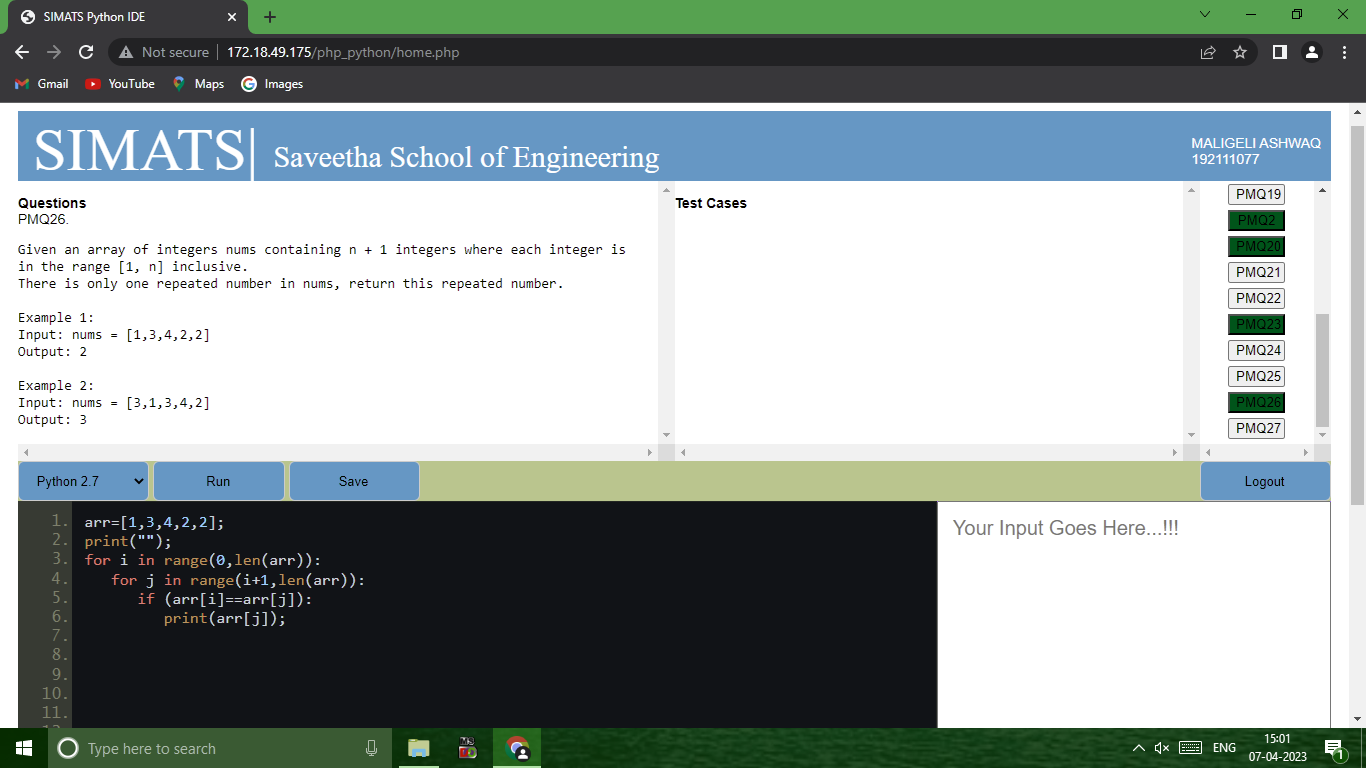 SIMATS Python IDE
Not secure 172.18.49.175/php_python/home.php
Gmail YouTube Maps Images
SIMATS| Saveetha School of Engineering
MALIGELI ASHWAQ
192111077
Questions
PMQ26.
Given an array of integers nums containing n + 1 integers where each integer is
in the range [1, n] inclusive.
There is only one repeated number in nums, return this repeated number.
Example 1:
Input: nums = [1,3,4,2,2]
Output: 2
Example 2:
Input: nums = [3,1,3,4,2]
Output: 3
Test Cases
PMQ19
PMQ2
PMQ20
PMQ21
PMQ22
PMQ23
PMQ24
PMQ25
PMQ26
PMQ27
Python 2.7 Run Save Logout
1. arr=[1,3,4,2,2];
2. print("");
3. for i in range(0,len(arr)):
4. for j in range(i+1,len(arr)):
5. if (arr[i]==arr[j]):
6. print(arr[j]);
7.
8.
9.
10.
11.
Your Input Goes Here...!!!
Type here to search
ENG
15:01
07-04-2023
1